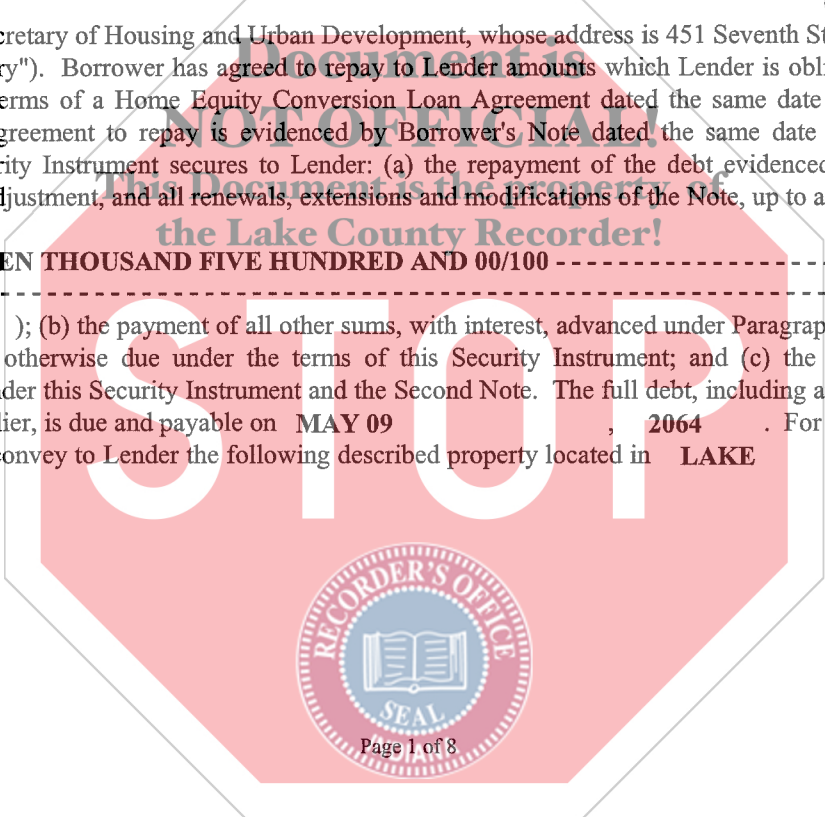 cretary of Housing and Urban Development, whose address is 451 Seventh St
ry"). Borrower has agreed to repay to Lender amounts which Lender is obli
erms of a Home Equity Conversion Loan Agreement dated the same date
greement to repay is evidenced by Borrower's Note dated the same date
rity Instrument secures to Lender: (a) the repayment of the debt evidenced
djustment, and all renewals, extensions and modifications of the Note, up to a
EN THOUSAND FIVE HUNDRED AND 00/100 - - - - - - - - - - - - - - - - - -
- - - - - - - - - - - - - - - - - - - - - - - - - - - - - - - - - - - - - - - - - - - - - - - - - - - - - -
); (b) the payment of all other sums, with interest, advanced under Paragrap
otherwise due under the terms of this Security Instrument; and (c) the
der this Security Instrument and the Second Note. The full debt, including a
lier, is due and payable on MAY 09 , 2064 . For
convey to Lender the following described property located in LAKE
Page 1 of 8
Document is
NOT OFFICIAL!
This Document is the property of
the Lake County Recorder!
STOP
RECORDER'S OFFICE
SEAL
INDIANA